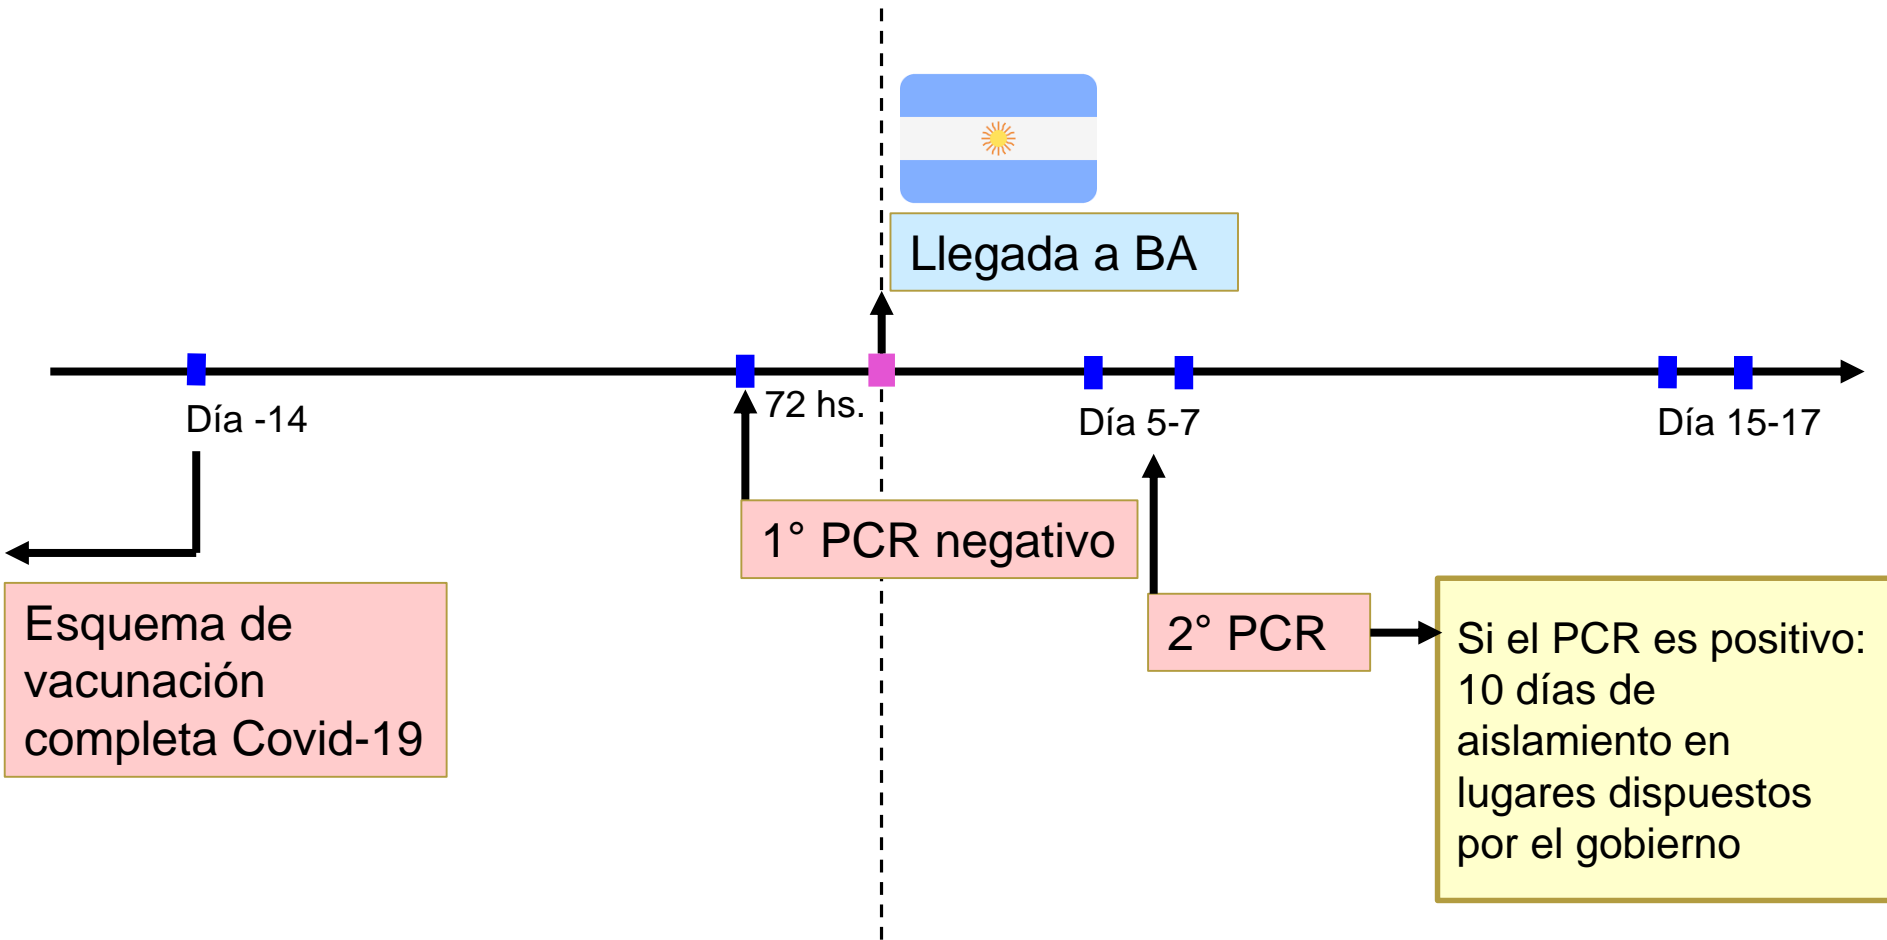 Llegada a BA
72 hs.
Día -14
Día 5-7
Día 15-17
1° PCR negativo
Esquema de
vacunación
completa Covid-19
2° PCR
Si el PCR es positivo:
10 días de
aislamiento en
lugares dispuestos
por el gobierno